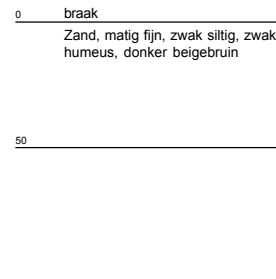 0 braak
Zand, matig fijn, zwak siltig, zwak
humeus, donker beigebruin
50